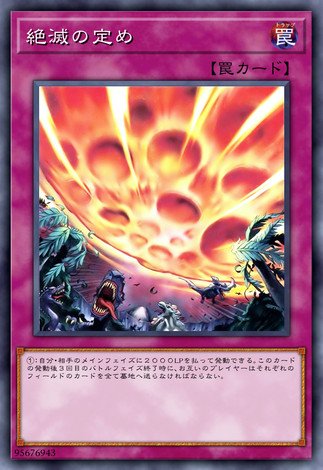 絶滅の定め
トラップ
罠
【罠カード】
①:自分・相手のメインフェイズに2000LPを払って発動できる。このカード
の発動後3回目のバトルフェイズ終了時に、お互いのプレイヤーはそれぞれの
フィールドのカードを全て墓地へ送らなければならない。
95676943